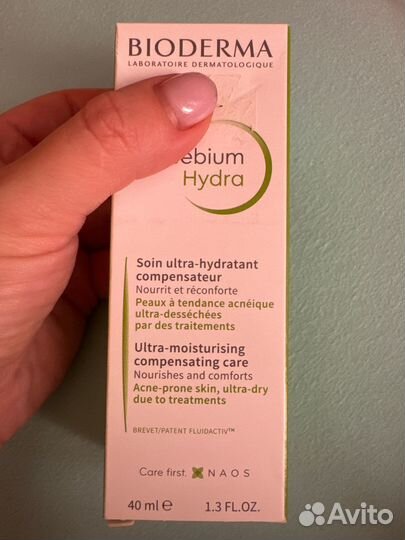 BIODERMA
LABORATOIRE DERMATOLOGIQUE
ebium
Hydra
Soin ultra-hydratant
compensateur
Nourrit et réconforte
Peaux à tendance acnéique
ultra-desséchées
par des traitements
Ultra-moisturising
compensating care
Nourishes and comforts
Acne-prone skin, ultra-dry
due to treatments
BREVET/PATENT FLUIDACTIV™
Care first. NAOS
40 ml e 1.3 FL.OZ.
Avito